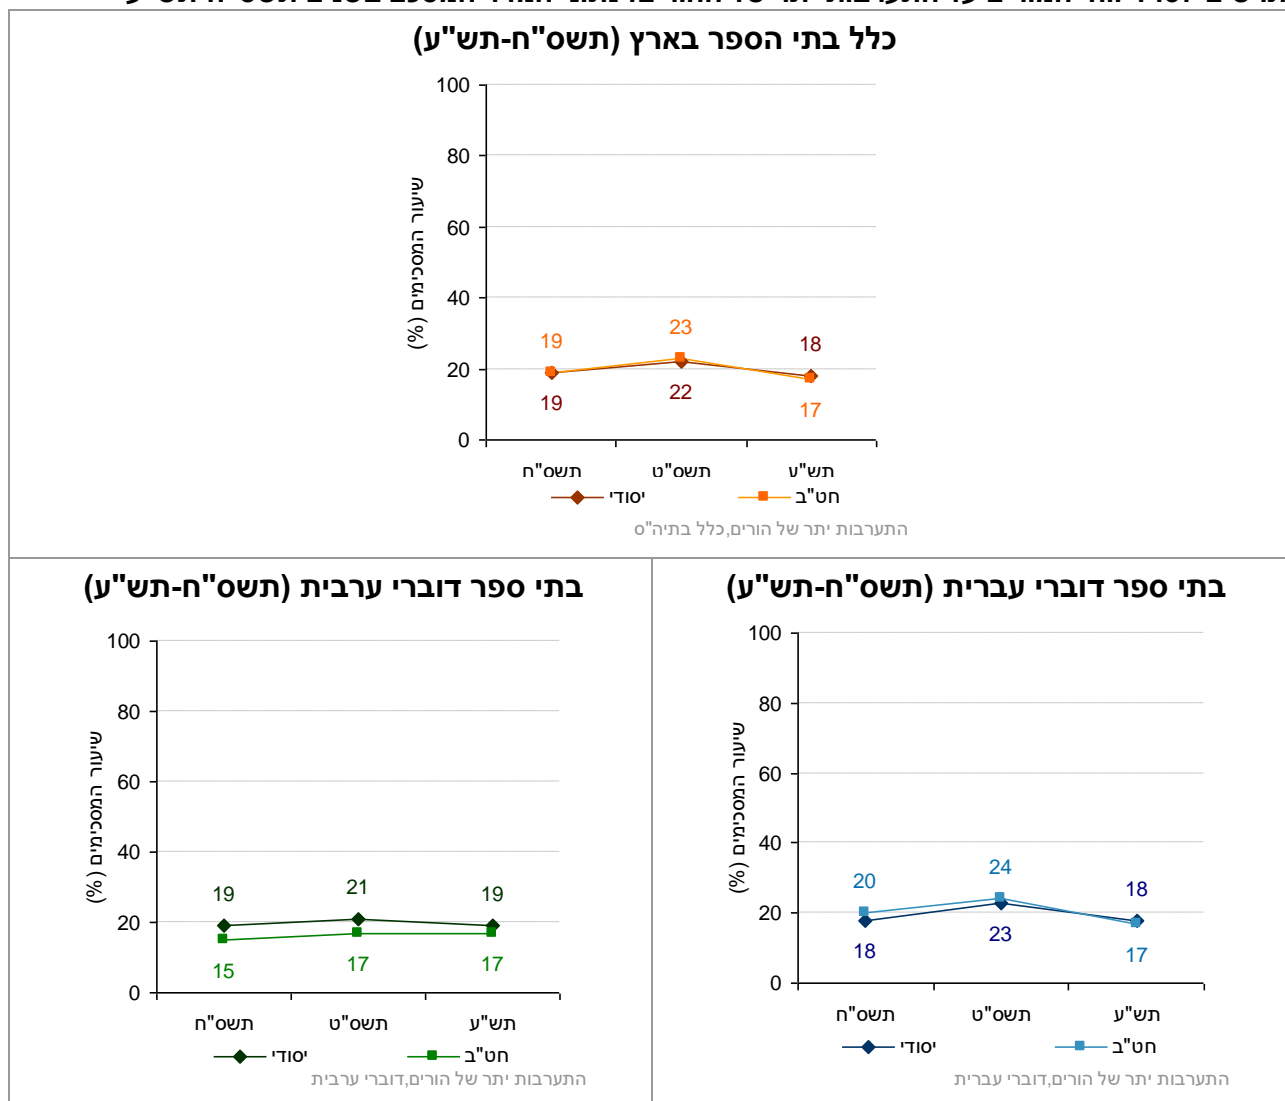 כלל בתי הספר בארץ (תשס"ח-תש"ע)
שיעור המסכימים (%)
100
80
60
40
20
0
19
23
18
19
22
17
תשס"ח תשס"ט תש"ע
יסודי חט"ב
התערבות יתר של הורים,כלל בתיה"ס
בתי ספר דוברי עברית (תשס"ח-תש"ע)
שיעור המסכימים (%)
100
80
60
40
20
0
20
24
18
18
23
17
תשס"ח תשס"ט תש"ע
יסודי חט"ב
התערבות יתר של הורים,דוברי עברית
בתי ספר דוברי ערבית (תשס"ח-תש"ע)
שיעור המסכימים (%)
100
80
60
40
20
0
19
21
19
15
17
17
תשס"ח תשס"ט תש"ע
יסודי חט"ב
התערבות יתר של הורים,דוברי ערבית